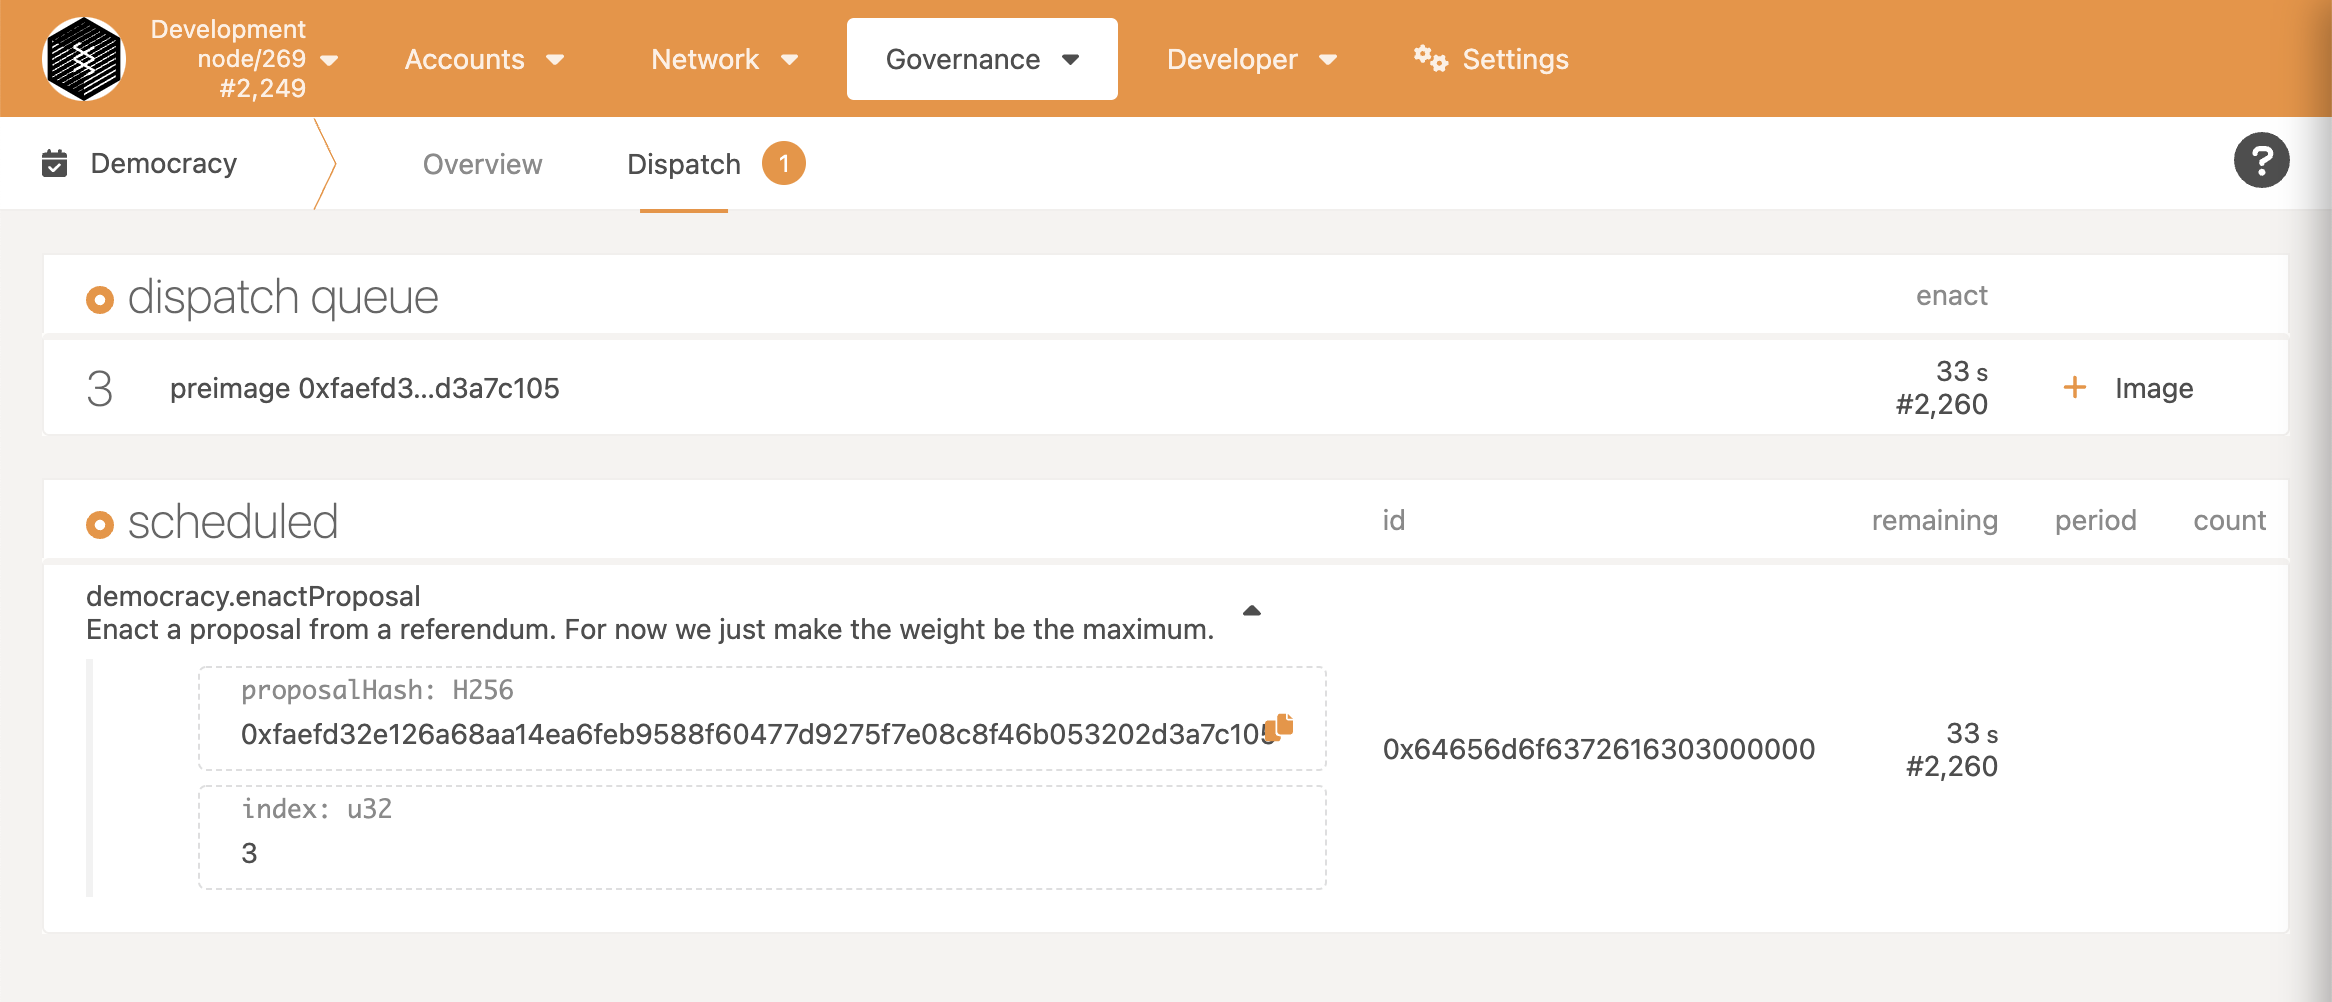 Development
node/269
#2,249
Accounts
Network
Governance
Developer
Settings
Democracy
Overview
Dispatch
1
?
dispatch queue
enact
3
preimage 0xfaefd3...d3a7c105
33 s
#2,260
+ Image
scheduled
id
remaining
period
count
democracy.enactProposal
Enact a proposal from a referendum. For now we just make the weight be the maximum.
proposalHash: H256
0xfaefd32e126a68aa14ea6feb9588f60477d9275f7e08c8f46b053202d3a7c105
0x64656d6f6372616303000000
33 s
#2,260
index: u32
3